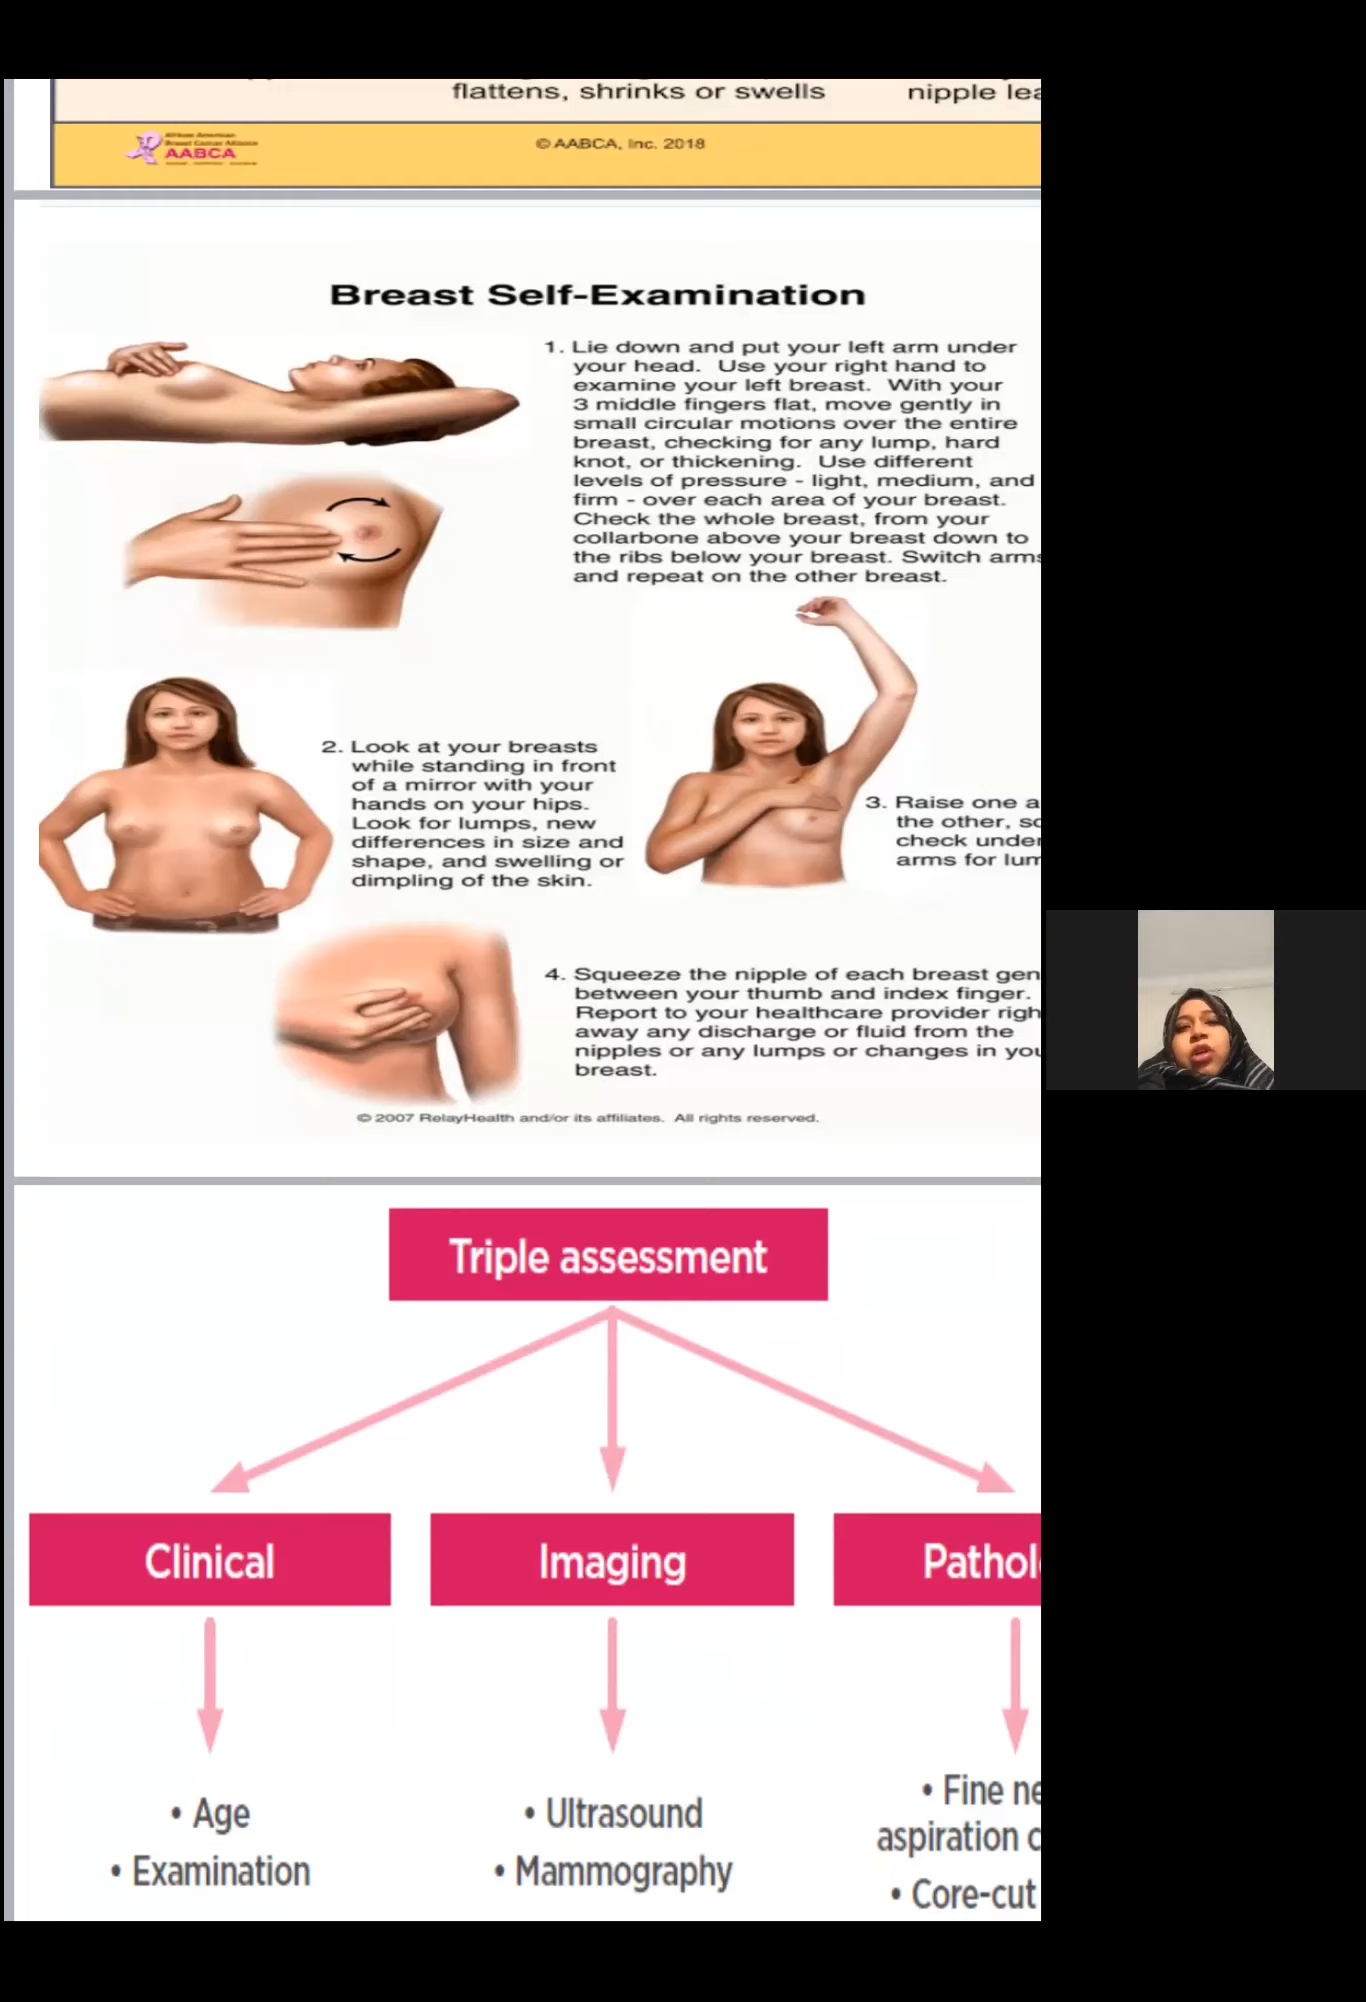 flattens, shrinks or swells
nipple lea
African American
Breast Cancer Alliance
AABCA
© AABCA, Inc. 2018
Breast Self-Examination
1. Lie down and put your left arm under
your head. Use your right hand to
examine your left breast. With your
3 middle fingers flat, move gently in
small circular motions over the entire
breast, checking for any lump, hard
knot, or thickening. Use different
levels of pressure - light, medium, and
firm - over each area of your breast.
Check the whole breast, from your
collarbone above your breast down to
the ribs below your breast. Switch arms
and repeat on the other breast.
2. Look at your breasts
while standing in front
of a mirror with your
hands on your hips.
Look for lumps, new
differences in size and
shape, and swelling or
dimpling of the skin.
3. Raise one a
the other, so
check under
arms for lum
4. Squeeze the nipple of each breast gen
between your thumb and index finger.
Report to your healthcare provider righ
away any discharge or fluid from the
nipples or any lumps or changes in you
breast.
© 2007 RelayHealth and/or its affiliates. All rights reserved.
Triple assessment
Clinical
Imaging
Pathol
• Age
• Examination
• Ultrasound
• Mammography
• Fine ne
aspiration c
• Core-cut